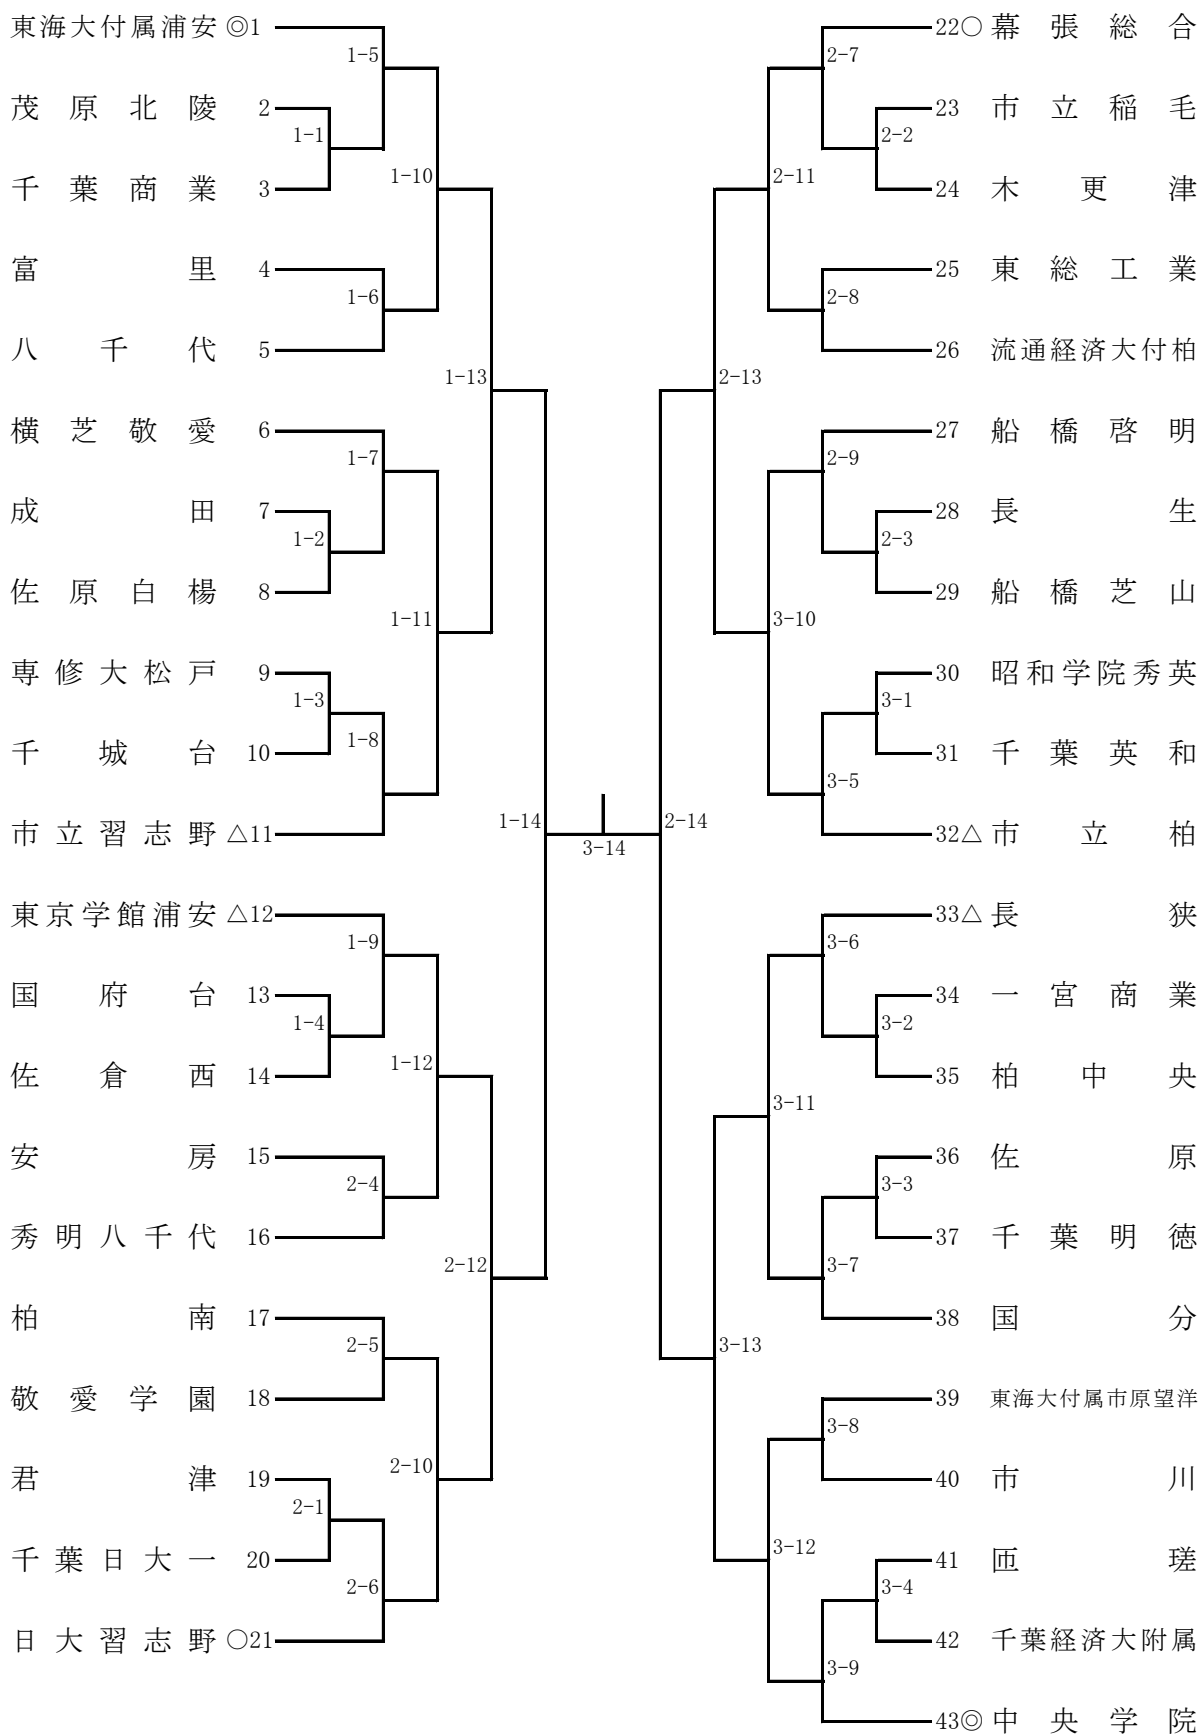 東海大付属浦安 ◎1
1-5
茂原北陵 2
1-1
千葉商業 3
1-10
富里 4
1-6
八千代 5
1-13
横芝敬愛 6
1-7
成田 7
1-2
佐原白楊 8
1-11
専修大松戸 9
1-3
千城台 10
1-8
市立習志野 △11
1-14
東京学館浦安 △12
1-9
国府台 13
1-4
佐倉西 14
1-12
安房 15
2-4
秀明八千代 16
2-12
柏南 17
2-5
敬愛学園 18
2-10
君津 19
2-1
千葉日大一 20
2-6
日大習志野 ○21
3-14
22○ 幕張総合
2-7
23 市立稲毛
2-2
24 木更津
2-11
25 東総工業
2-8
26 流通経済大付柏
2-13
27 船橋啓明
2-9
28 長生
2-3
29 船橋芝山
3-10
30 昭和学院秀英
3-1
31 千葉英和
3-5
32△ 市立柏
2-14
33△ 長狭
3-6
34 一宮商業
3-2
35 柏中央
3-11
36 佐原
3-3
37 千葉明徳
3-7
38 国分
3-13
39 東海大付属市原望洋
3-8
40 市川
3-12
41 匝瑳
3-4
42 千葉経済大附属
3-9
43◎ 中央学院